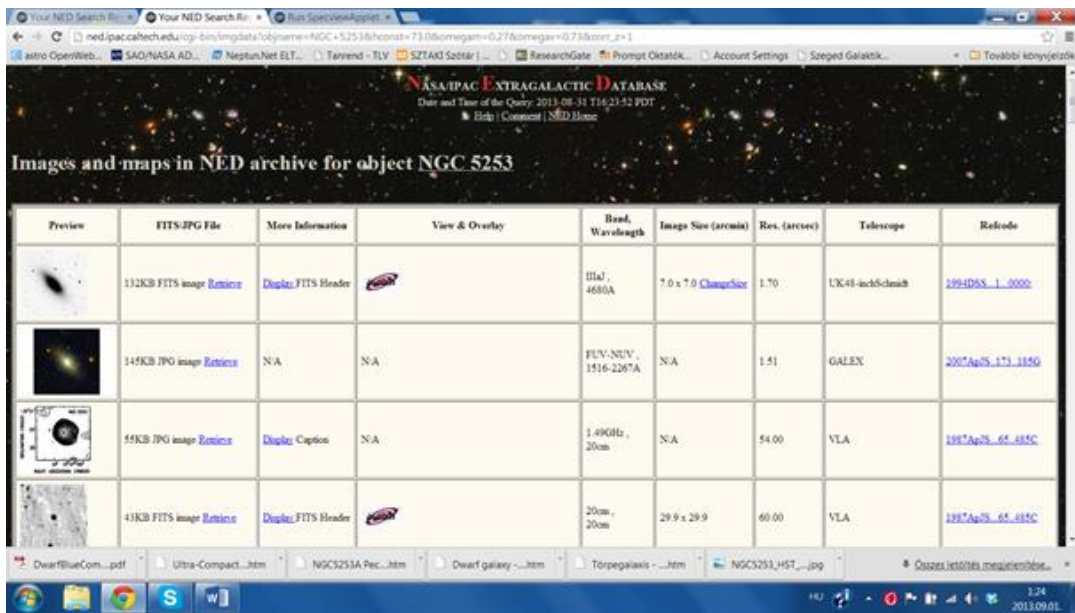 Your NED Search Re
Your NED Search Re
Run SpecviewApplet
ned.ipac.caltech.edu/cgi-bin/imgdata?objname=NGC+5253&hconst=73.0&omegam=0.27&omegav=0.73&corr_z=1
astro OpenWeb... SAO/NASA AD... Neptun.Net ELT... Tanrend - TLV SZTAKI Szótár | ... ResearchGate Prompt Oktatók... Account Settings Szeged Galaktik... » További könyvjelzők
NASA/IPAC EXTRAGALACTIC DATABASE
Date and Time of the Query: 2013-08-31 T16:23:52 PDT
Help | Comment | NED Home
Images and maps in NED archive for object NGC 5253
Preview FITS/JPG File More Information View & Overlay Band, Wavelength Image Size (arcmin) Res. (arcsec) Telescope Refcode
132KB FITS image Retrieve Display FITS Header IIIaJ , 4680A 7.0 x 7.0 ChangeSize 1.70 UK48-inchSchmidt 1994DSS...1...0000:
145KB JPG image Retrieve N/A N/A FUV-NUV , 1516-2267A N/A 1.51 GALEX 2007ApJS..173..185G
55KB JPG image Retrieve Display Caption N/A 1.49GHz , 20cm N/A 54.00 VLA 1987ApJS...65..485C
43KB FITS image Retrieve Display FITS Header 20cm , 20cm 29.9 x 29.9 60.00 VLA 1987ApJS...65..485C
DwarfBlueCom....pdf Ultra-Compact....htm NGC5253A Pec....htm Dwarf galaxy -....htm Törpegalaxis - ....htm NGC5253_HST_....jpg Összes letöltés megjelenítése...
HU 1:24
2013.09.01.